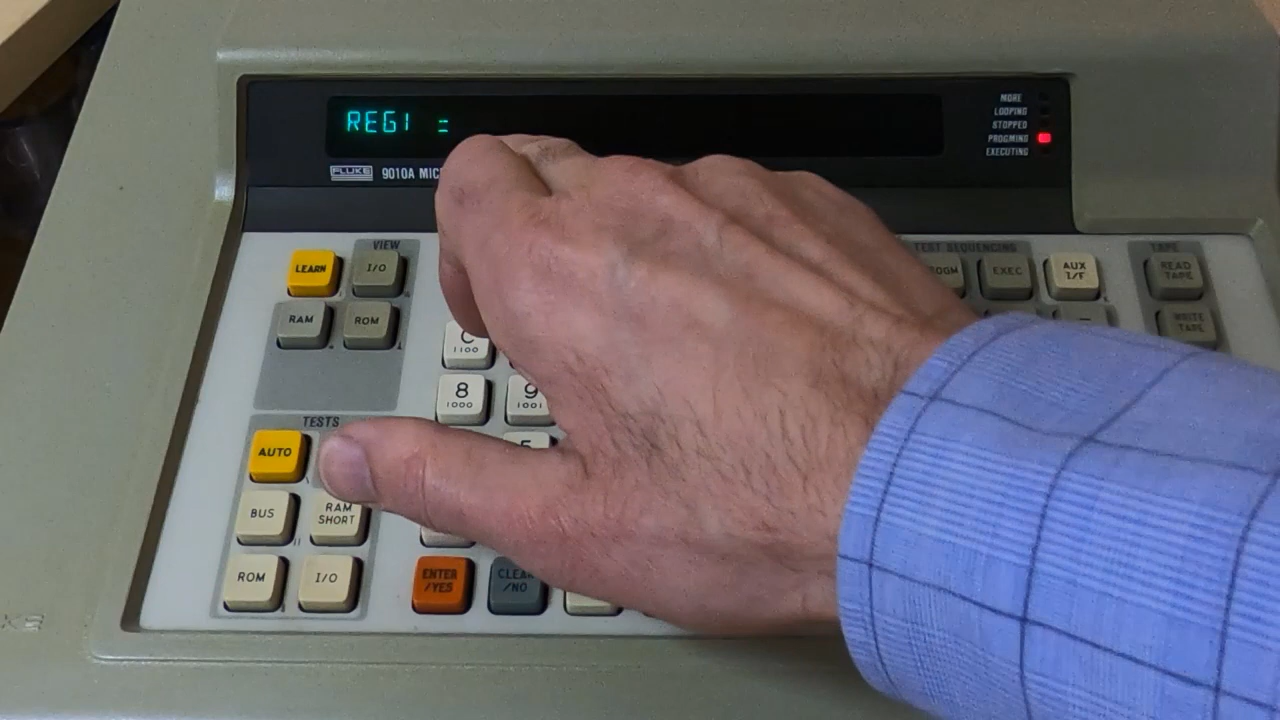 REG1 =
MORE
LOOPING
STOPPED
PROGMING
EXECUTING
FLUKE 9010A MIC
VIEW
LEARN I/O
RAM ROM
TEST SEQUENCING
EXEC AUX I/F
TAPE
READ TAPE
WRITE TAPE
C 1100
8 1000
9 1001
TESTS
AUTO
BUS RAM SHORT
ROM I/O
ENTER /YES CLEAR /NO